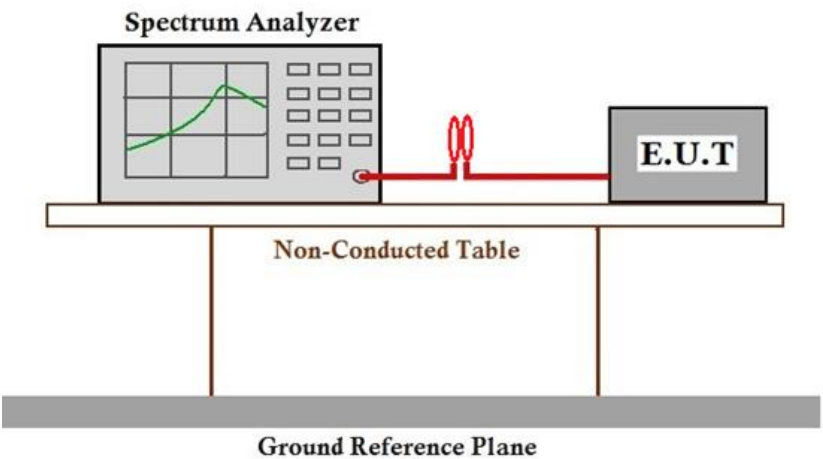 Spectrum Analyzer
E.U.T
Non-Conducted Table
Ground Reference Plane